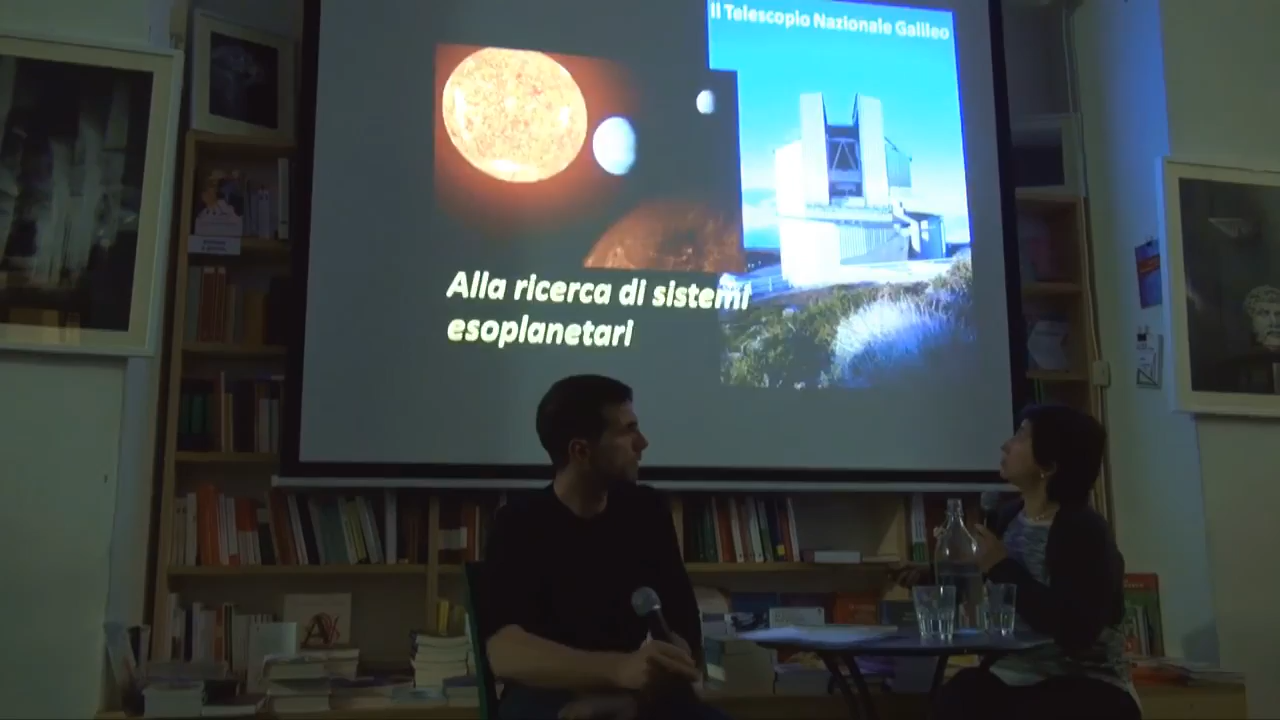 Il Telescopio Nazionale Galileo
Alla ricerca di sistemi
esoplanetari